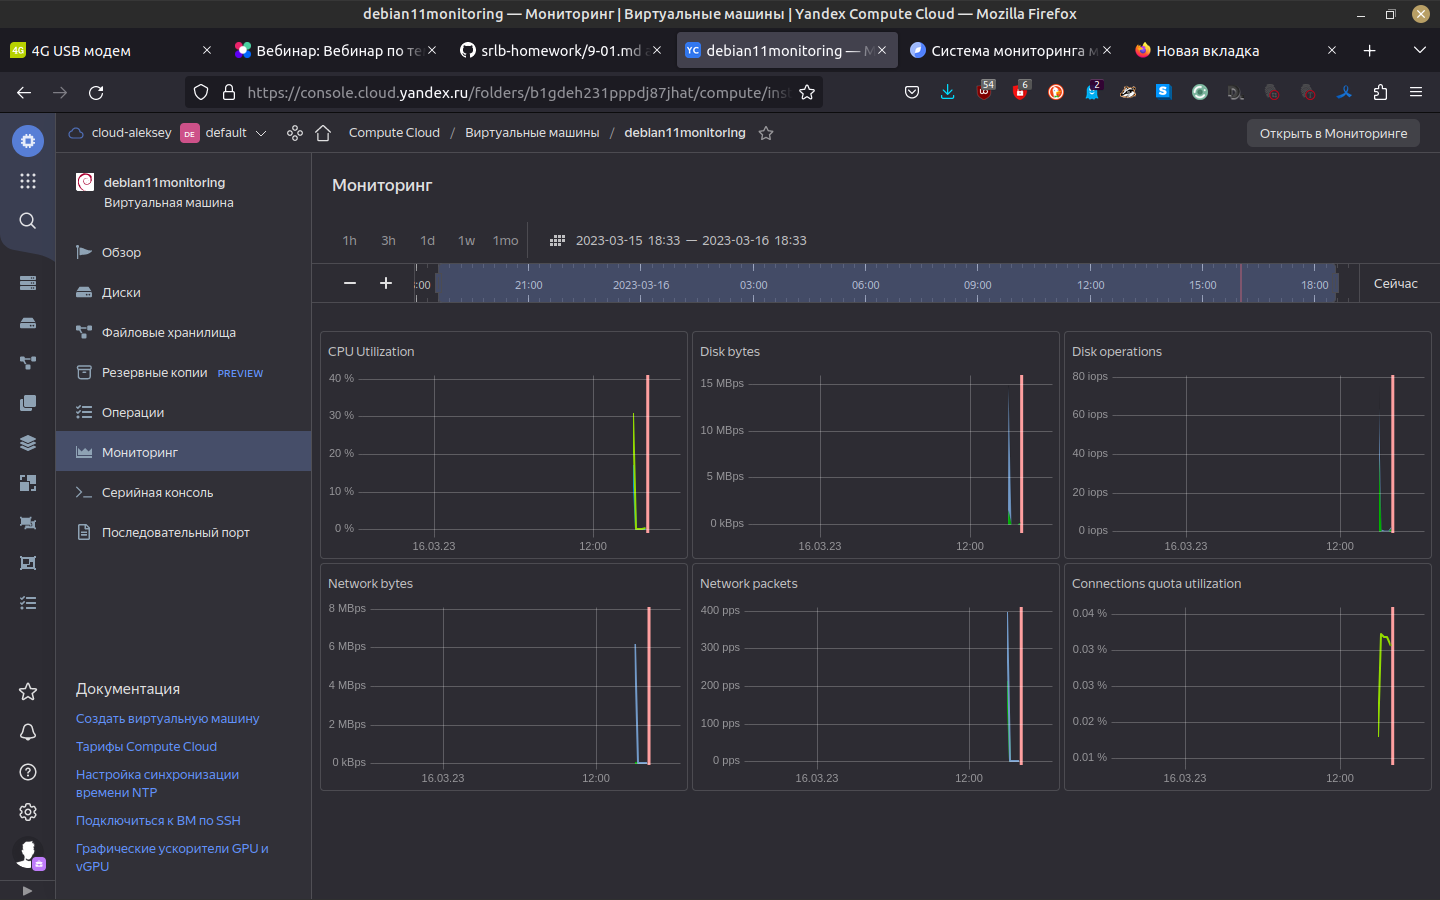 debian11monitoring — Мониторинг | Виртуальные машины | Yandex Compute Cloud — Mozilla Firefox
4G USB модем
Вебинар: Вебинар по те
srlb-homework/9-01.md a
debian11monitoring — М
Система мониторинга м
Новая вкладка
https://console.cloud.yandex.ru/folders/b1gdeh231pppdj87jhat/compute/inst
54
6
2
cloud-aleksey
DE
default
Compute Cloud / Виртуальные машины / debian11monitoring
Открыть в Мониторинге
debian11monitoring
Виртуальная машина
Обзор
Диски
Файловые хранилища
Резервные копии PREVIEW
Операции
Мониторинг
Серийная консоль
Последовательный порт
Документация
Создать виртуальную машину
Тарифы Compute Cloud
Настройка синхронизации
времени NTP
Подключиться к ВМ по SSH
Графические ускорители GPU и
vGPU
Мониторинг
1h 3h 1d 1w 1mo
2023-03-15 18:33 — 2023-03-16 18:33
:00 21:00 2023-03-16 03:00 06:00 09:00 12:00 15:00 18:00
Сейчас
CPU Utilization
40 %
30 %
20 %
10 %
0 %
16.03.23 12:00
Disk bytes
15 MBps
10 MBps
5 MBps
0 kBps
16.03.23 12:00
Disk operations
80 iops
60 iops
40 iops
20 iops
0 iops
16.03.23 12:00
Network bytes
8 MBps
6 MBps
4 MBps
2 MBps
0 kBps
16.03.23 12:00
Network packets
400 pps
300 pps
200 pps
100 pps
0 pps
16.03.23 12:00
Connections quota utilization
0.04 %
0.03 %
0.03 %
0.02 %
0.01 %
16.03.23 12:00